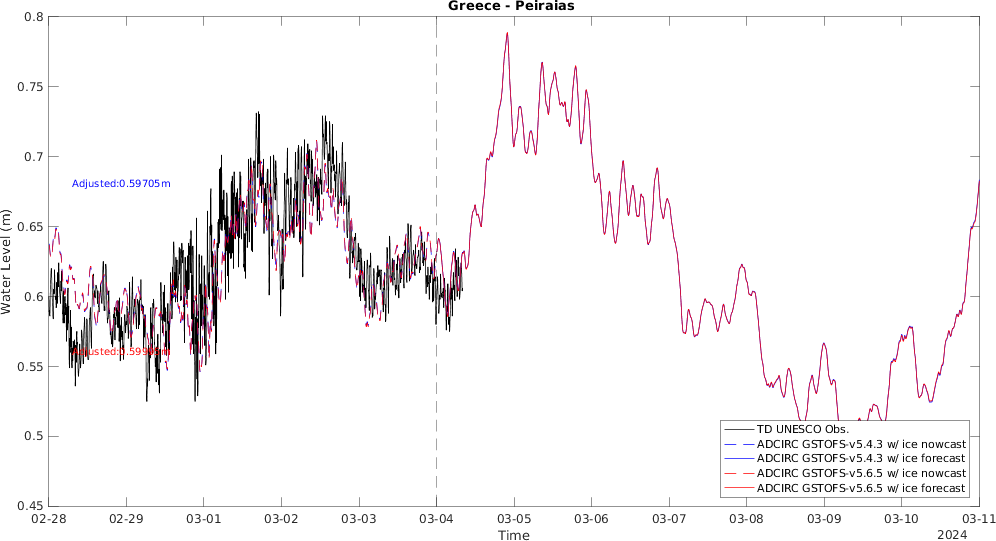 Greece - Peiraias
0.8
0.75
0.7
0.65
0.6
0.55
0.5
0.45
Water Level (m)
Adjusted:0.59705m
TD UNESCO Obs.
ADCIRC GSTOFS-v5.4.3 w/ ice nowcast
ADCIRC GSTOFS-v5.4.3 w/ ice forecast
ADCIRC GSTOFS-v5.6.5 w/ ice nowcast
ADCIRC GSTOFS-v5.6.5 w/ ice forecast
02-28 02-29 03-01 03-02 03-03 03-04 03-05 03-06 03-07 03-08 03-09 03-10 03-11
Time
2024